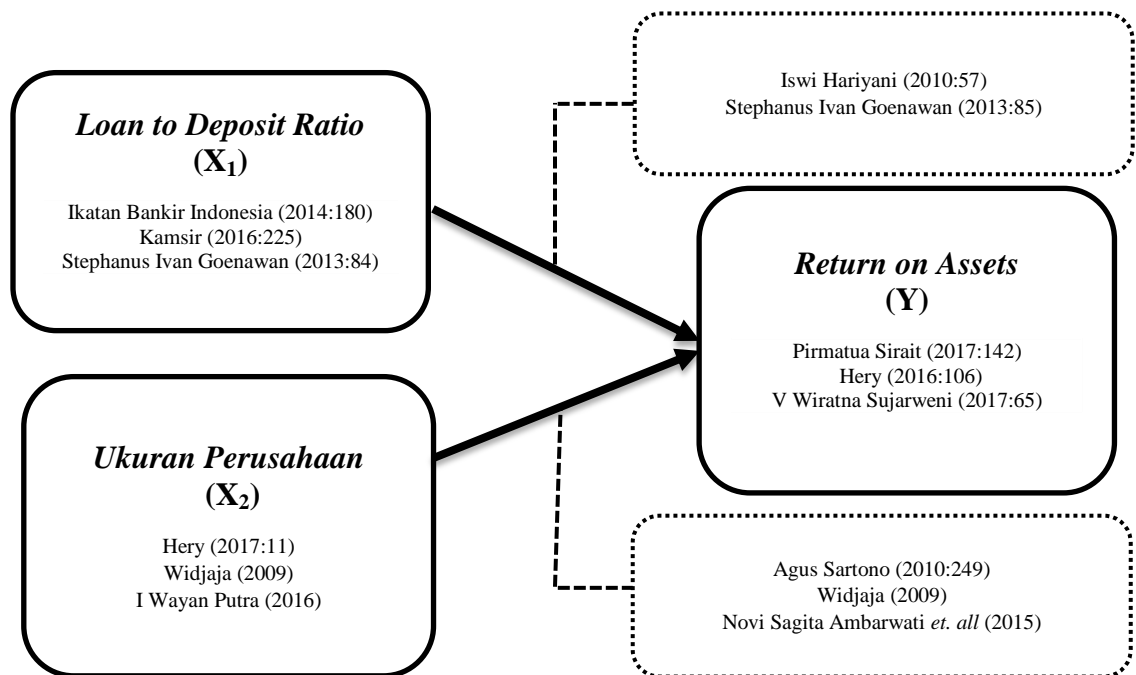 Loan to Deposit Ratio
(X1)
Ikatan Bankir Indonesia (2014:180)
Kamsir (2016:225)
Stephanus Ivan Goenawan (2013:84)
Ukuran Perusahaan
(X2)
Hery (2017:11)
Widjaja (2009)
I Wayan Putra (2016)
Iswi Hariyani (2010:57)
Stephanus Ivan Goenawan (2013:85)
Return on Assets
(Y)
Pirmatua Sirait (2017:142)
Hery (2016:106)
V Wiratna Sujarweni (2017:65)
Agus Sartono (2010:249)
Widjaja (2009)
Novi Sagita Ambarwati et. all (2015)